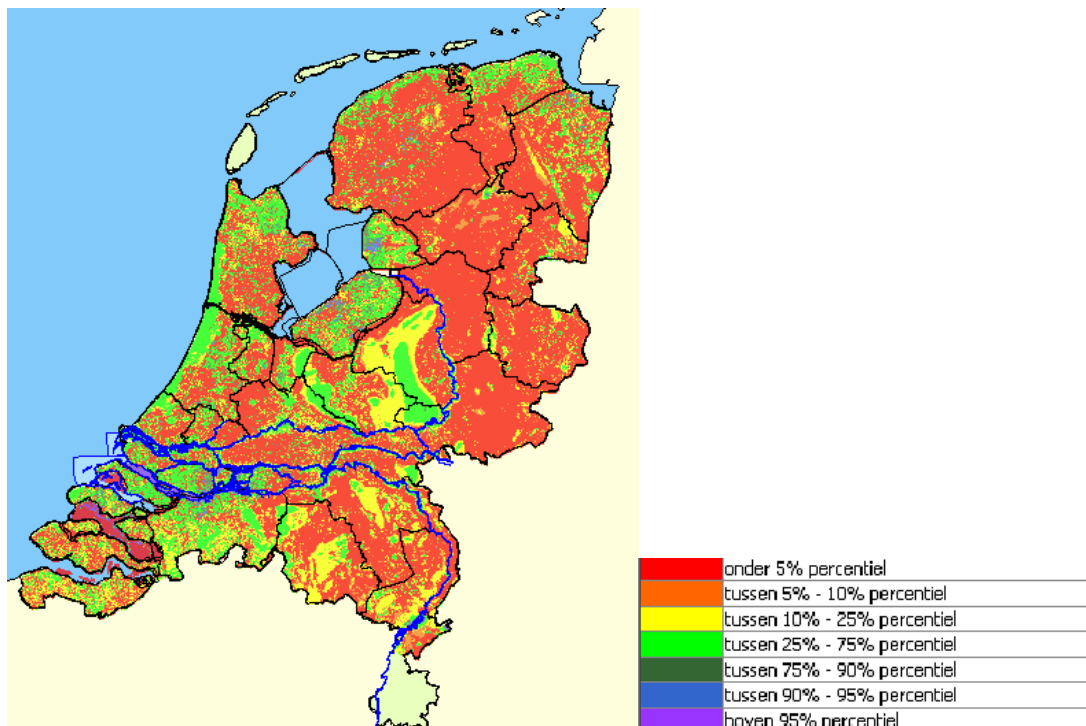 onder 5% percentiel
tussen 5% - 10% percentiel
tussen 10% - 25% percentiel
tussen 25% - 75% percentiel
tussen 75% - 90% percentiel
tussen 90% - 95% percentiel
boven 95% percentiel